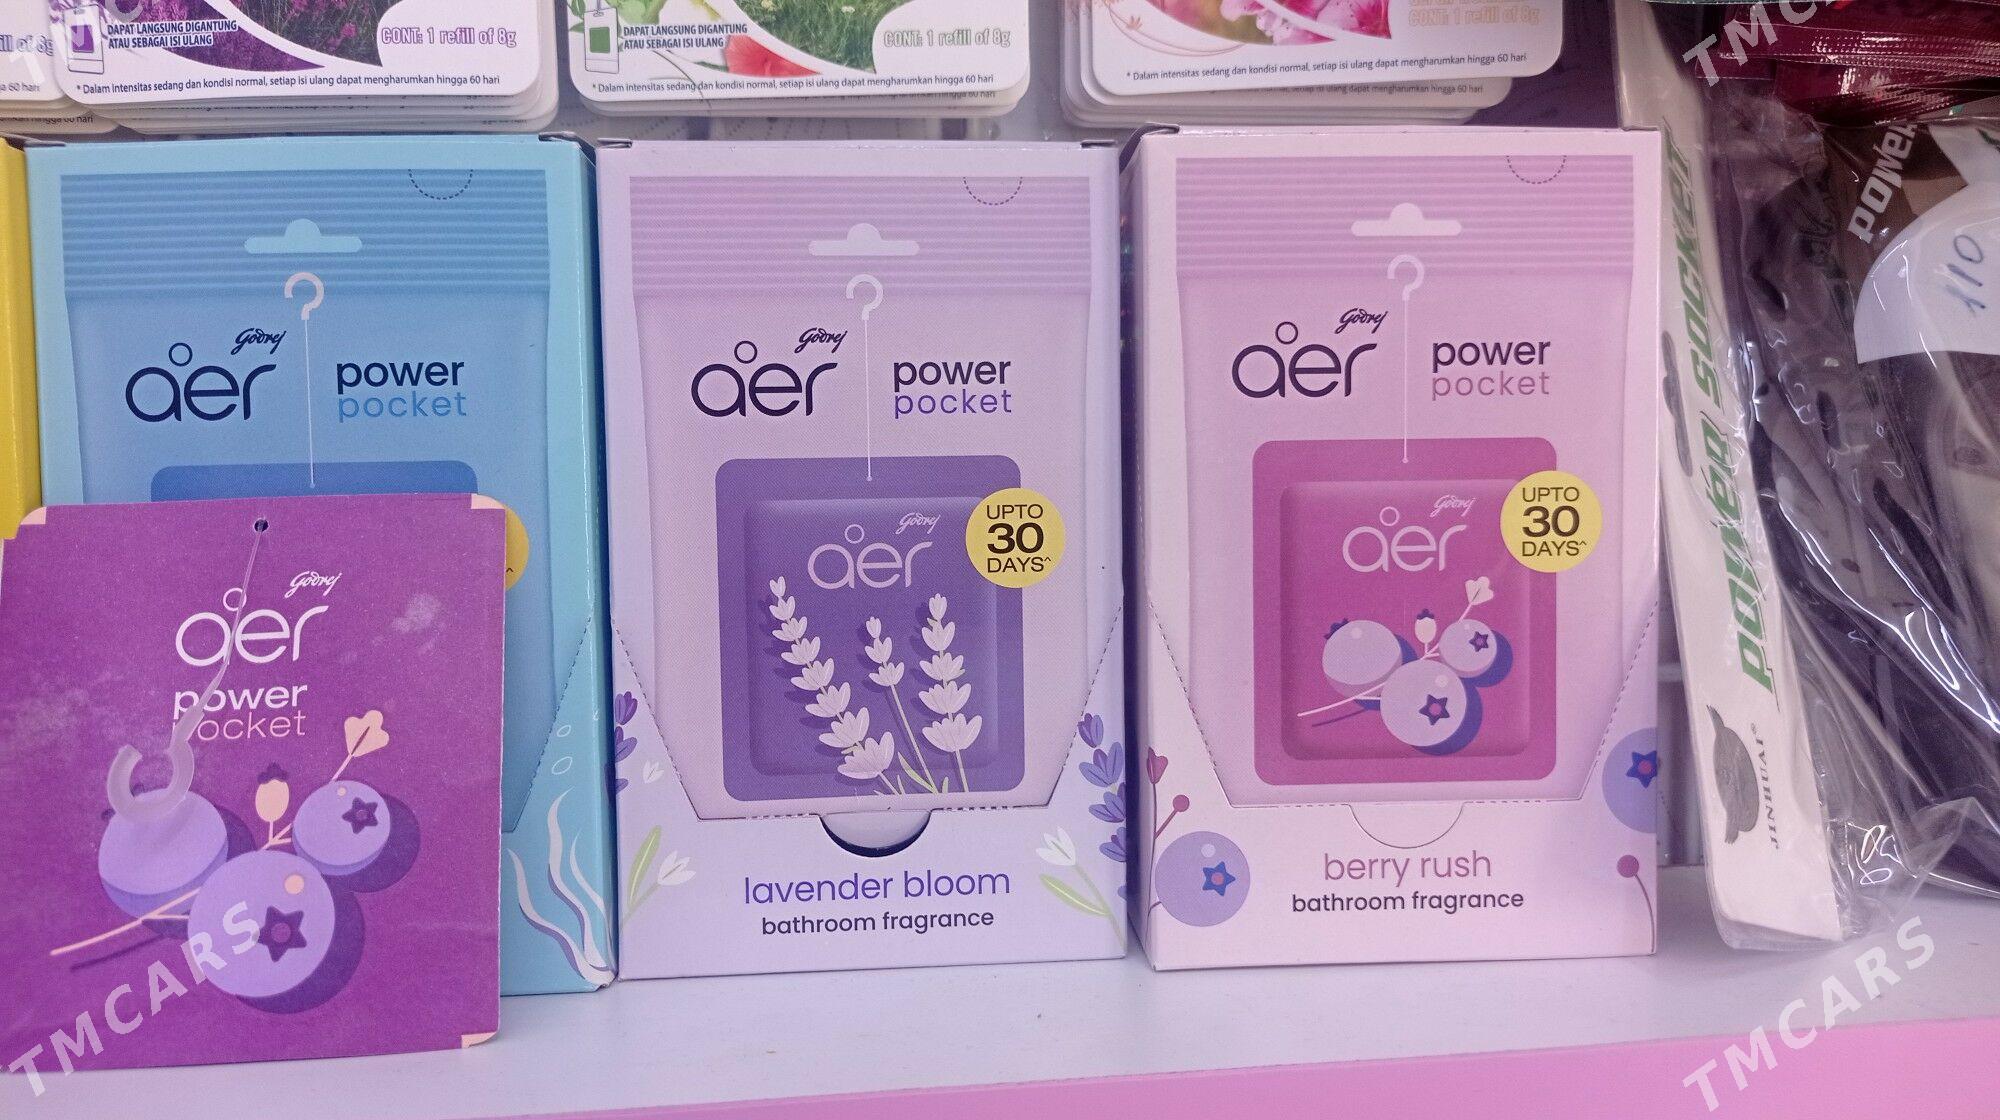 DAPAT LANGSUNG DIGANTUNG
ATAU SEBAGAI ISI ULANG
CONT: 1 refill of 8g
* Dalam intensitas sedang dan kondisi normal, setiap isi ulang dapat mengharumkan hingga 60 hari
DAPAT LANGSUNG DIGANTUNG
ATAU SEBAGAI ISI ULANG
CONT: 1 refill of 8g
* Dalam intensitas sedang dan kondisi normal, setiap isi ulang dapat mengharumkan hingga 60 hari
CONT: 1 refill of 8g
* Dalam intensitas sedang dan kondisi normal, setiap isi ulang dapat mengharumkan hingga 60 hari
Godrej
aer
power
pocket
Godrej
aer
power
pocket
Godrej
aer
UPTO
30
DAYS^
lavender bloom
bathroom fragrance
Godrej
aer
power
pocket
Godrej
aer
UPTO
30
DAYS^
berry rush
bathroom fragrance
Godrej
aer
power
pocket
power socket
JINHUAI®
power
110
TMCARS
TMCARS
TMCARS